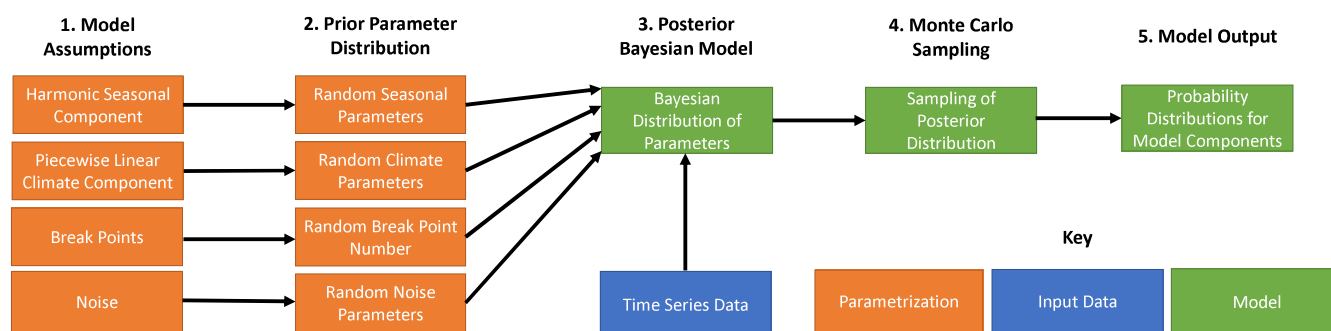 1. Model
Assumptions
2. Prior Parameter
Distribution
3. Posterior
Bayesian Model
4. Monte Carlo
Sampling
5. Model Output
Harmonic Seasonal
Component
Random Seasonal
Parameters
Bayesian
Distribution of
Parameters
Sampling of
Posterior
Distribution
Probability
Distributions for
Model Components
Piecewise Linear
Climate Component
Random Climate
Parameters
Break Points
Random Break Point
Number
Noise
Random Noise
Parameters
Time Series Data
Key
Parametrization
Input Data
Model